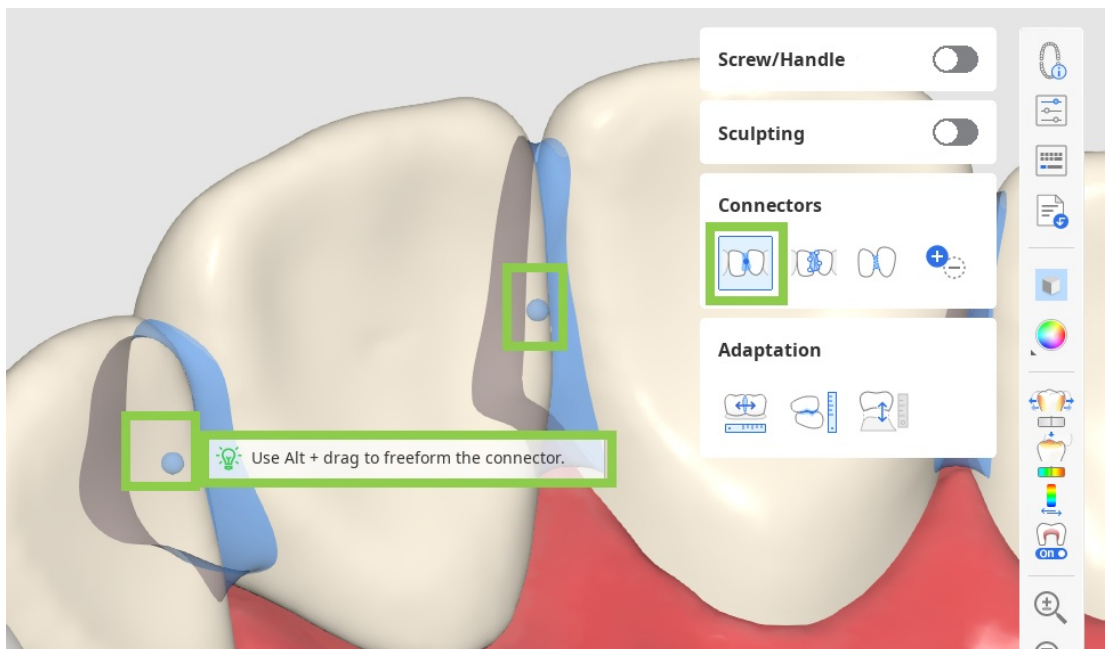 Screw/Handle
Sculpting
Connectors
Adaptation
Use Alt + drag to freeform the connector.
On